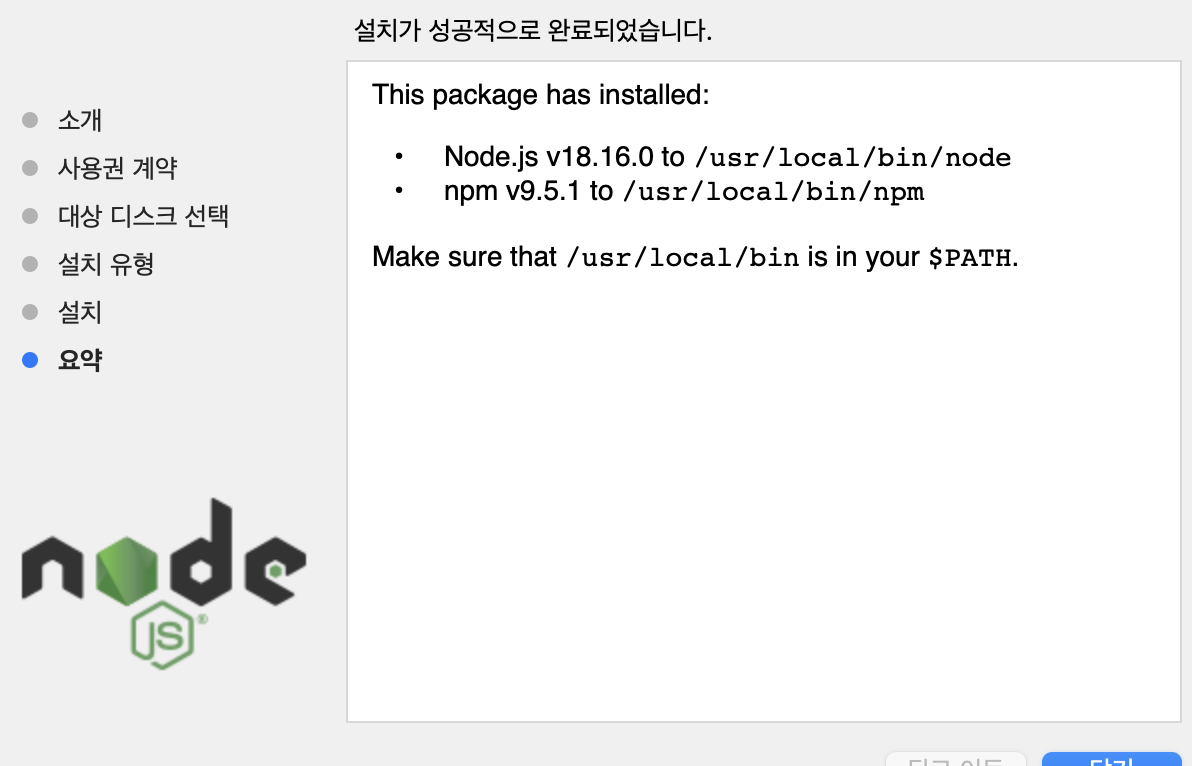 설치가 성공적으로 완료되었습니다.
소개
사용권 계약
대상 디스크 선택
설치 유형
설치
요약
This package has installed:
• Node.js v18.16.0 to /usr/local/bin/node
• npm v9.5.1 to /usr/local/bin/npm
Make sure that /usr/local/bin is in your $PATH.
node
JS®